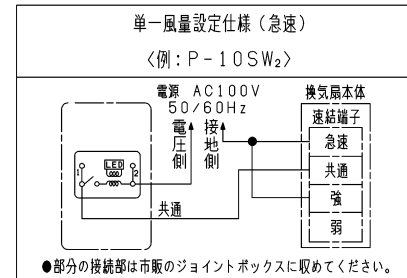 単一風量設定仕様（急速）
〈例：P-10SW₂〉
電源 AC100V
50/60Hz
電圧側
接地側
換気扇本体
速結端子
急速
共通
強
弱
LED
1
2
共通
●部分の接続部は市販のジョイントボックスに収めてください。